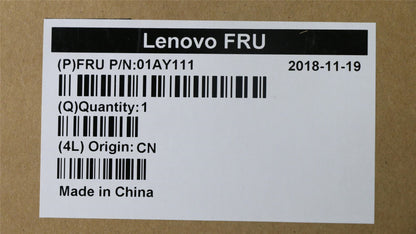 Lenovo FRU
(P)FRU P/N:01AY111 2018-11-19
(Q)Quantity:1
(4L) Origin:CN
Made in China